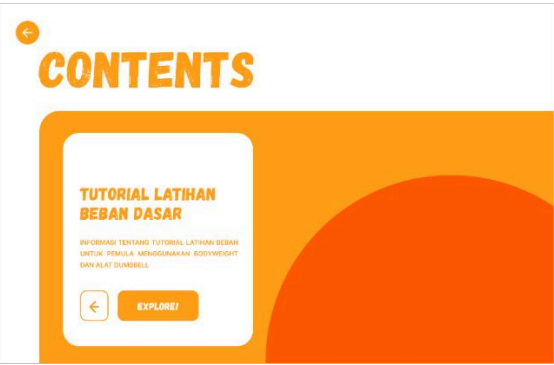 CONTENTS
TUTORIAL LATIHAN
BEBAN DASAR
INFORMASI TENTANG TUTORIAL LATIHAN BEBAN
UNTUK PEMULA MENGGUNAKAN BODYWEIGHT
DAN ALAT DUMBBELL
EXPLORE!